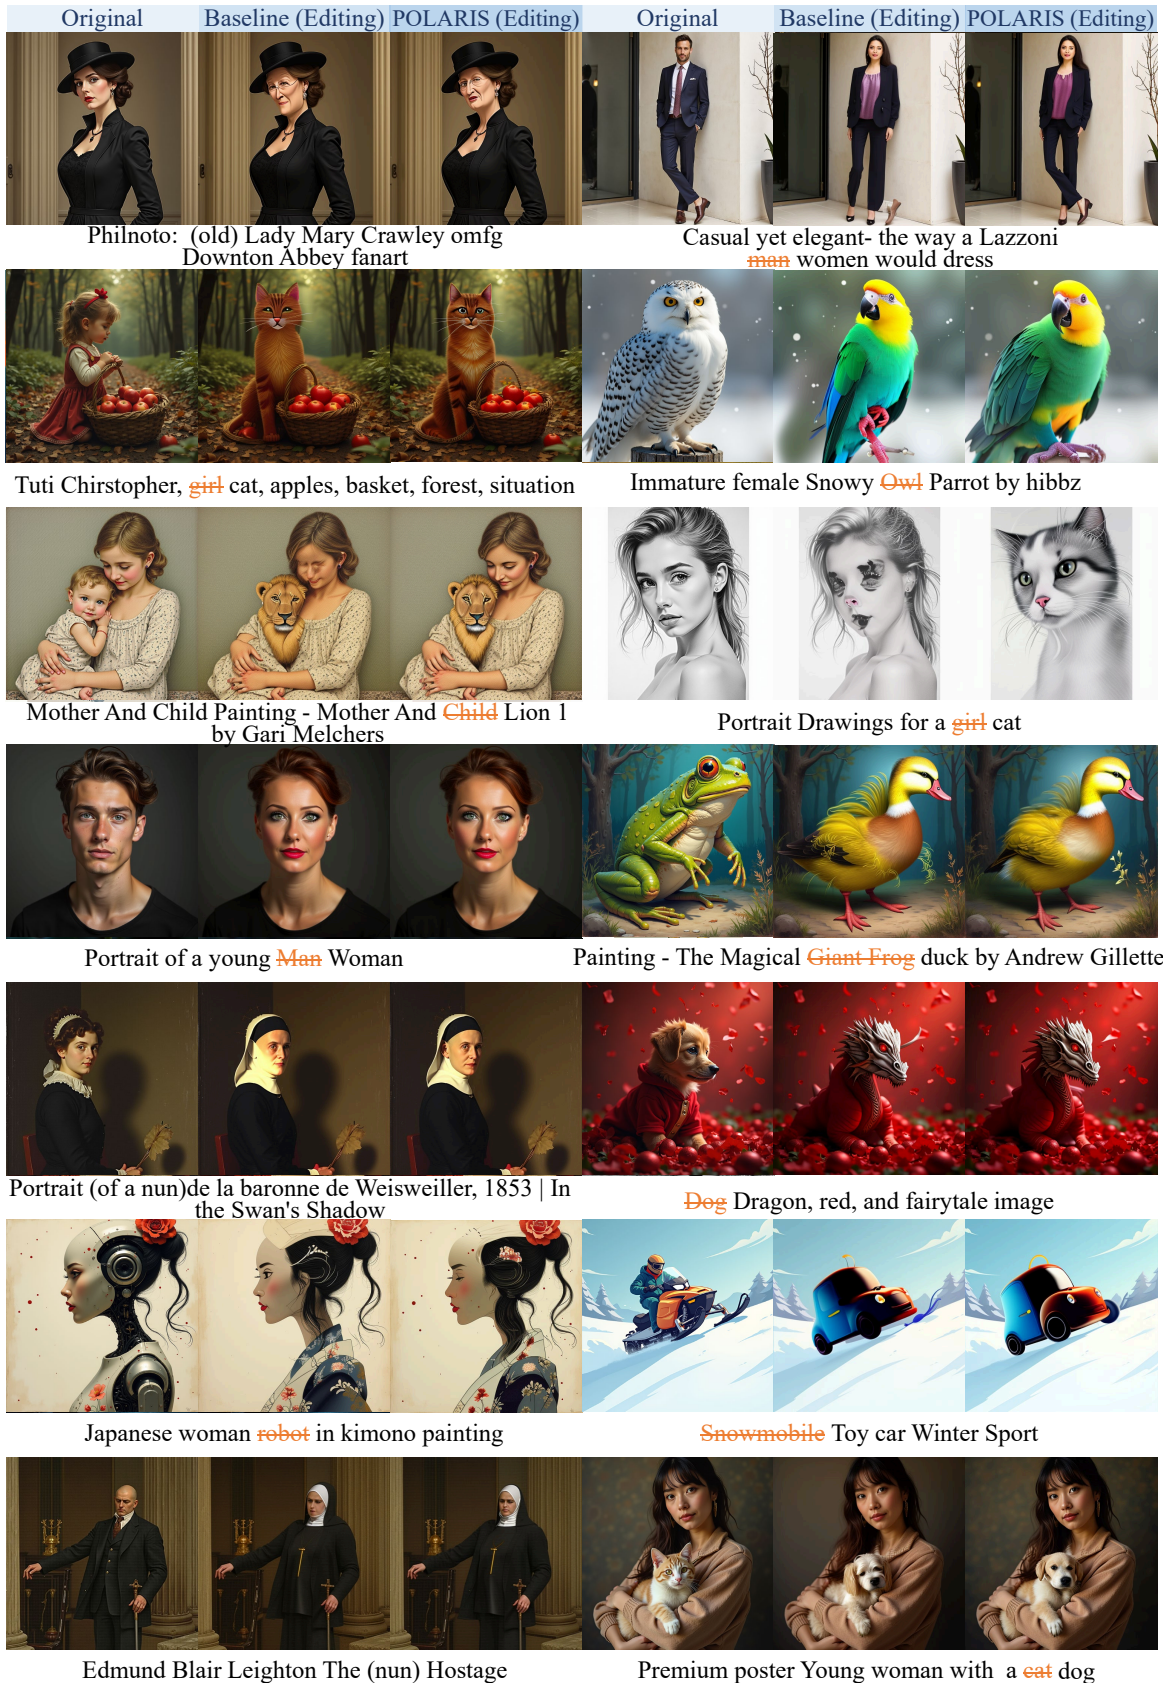 Original Baseline (Editing) POLARIS (Editing) Original Baseline (Editing) POLARIS (Editing)
Philnoto: (old) Lady Mary Crawley omfg
Downton Abbey fanart
Casual yet elegant- the way a Lazzoni
man women would dress
Tuti Chirstopher, girl cat, apples, basket, forest, situation
Immature female Snowy Owl Parrot by hibbz
Mother And Child Painting - Mother And Child Lion 1
by Gari Melchers
Portrait Drawings for a girl cat
Portrait of a young Man Woman
Painting - The Magical Giant Frog duck by Andrew Gillette
Portrait (of a nun)de la baronne de Weisweiller, 1853 | In
the Swan's Shadow
Dog Dragon, red, and fairytale image
Japanese woman robot in kimono painting
Snowmobile Toy car Winter Sport
Edmund Blair Leighton The (nun) Hostage
Premium poster Young woman with a cat dog